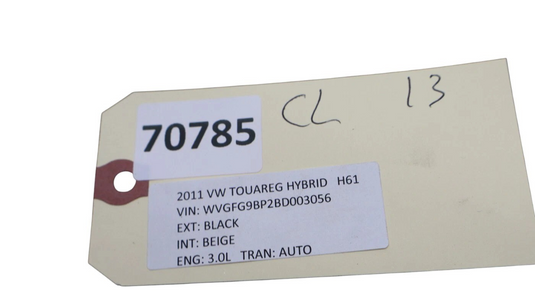 CL 13
70785
2011 VW TOUAREG HYBRID H61
VIN: WVGFG9BP2BD003056
EXT: BLACK
INT: BEIGE
ENG: 3.0L TRAN: AUTO